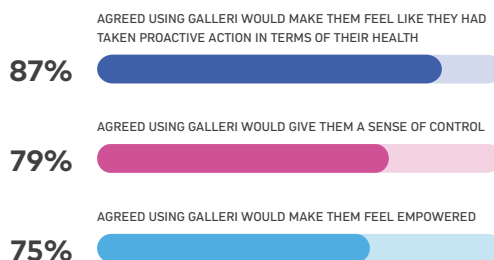 AGREED USING GALLERI WOULD MAKE THEM FEEL LIKE THEY HAD
TAKEN PROACTIVE ACTION IN TERMS OF THEIR HEALTH
87%
AGREED USING GALLERI WOULD GIVE THEM A SENSE OF CONTROL
79%
AGREED USING GALLERI WOULD MAKE THEM FEEL EMPOWERED
75%